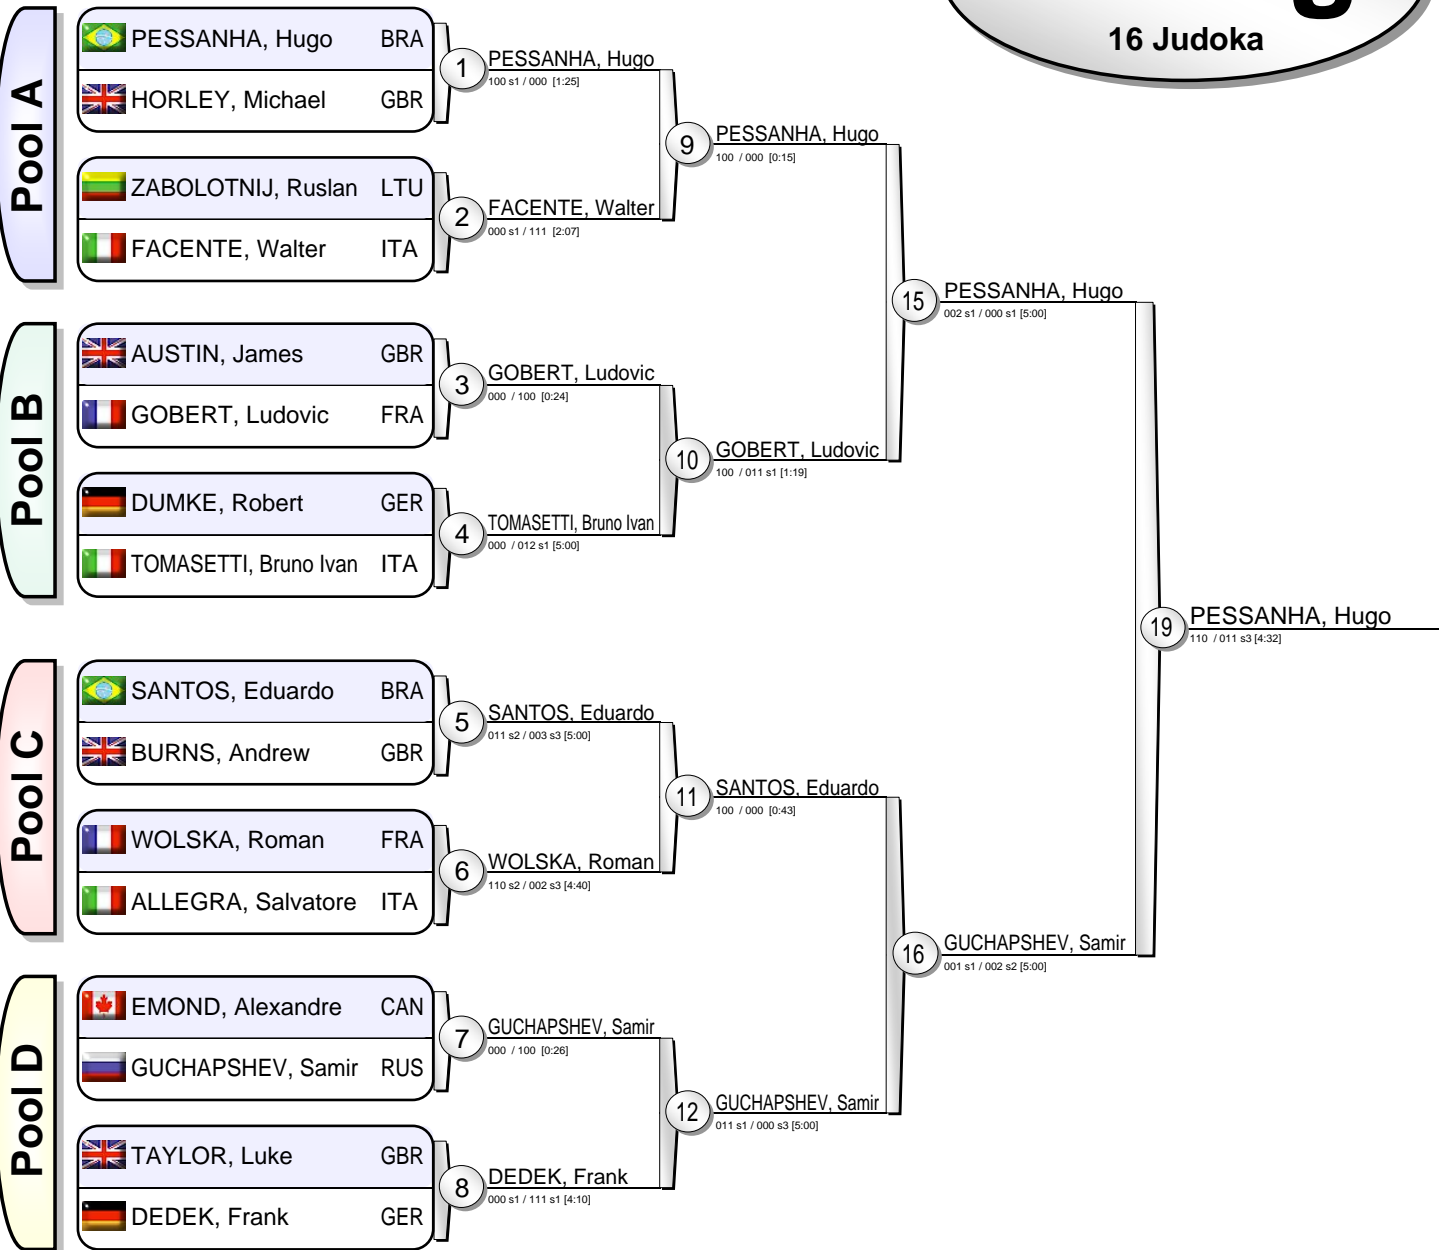 16 Judoka
Pool A
PESSANHA, Hugo BRA
HORLEY, Michael GBR
1
PESSANHA, Hugo
100 s1 / 000 [1:25]
ZABOLOTNIJ, Ruslan LTU
FACENTE, Walter ITA
2
FACENTE, Walter
000 s1 / 111 [2:07]
9
PESSANHA, Hugo
100 / 000 [0:15]
Pool B
AUSTIN, James GBR
GOBERT, Ludovic FRA
3
GOBERT, Ludovic
000 / 100 [0:24]
DUMKE, Robert GER
TOMASETTI, Bruno Ivan ITA
4
TOMASETTI, Bruno Ivan
000 / 012 s1 [5:00]
10
GOBERT, Ludovic
100 / 011 s1 [1:19]
15
PESSANHA, Hugo
002 s1 / 000 s1 [5:00]
Pool C
SANTOS, Eduardo BRA
BURNS, Andrew GBR
5
SANTOS, Eduardo
011 s2 / 003 s3 [5:00]
WOLSKA, Roman FRA
ALLEGRA, Salvatore ITA
6
WOLSKA, Roman
110 s2 / 002 s3 [4:40]
11
SANTOS, Eduardo
100 / 000 [0:43]
Pool D
EMOND, Alexandre CAN
GUCHAPSHEV, Samir RUS
7
GUCHAPSHEV, Samir
000 / 100 [0:26]
TAYLOR, Luke GBR
DEDEK, Frank GER
8
DEDEK, Frank
000 s1 / 111 s1 [4:10]
12
GUCHAPSHEV, Samir
011 s1 / 000 s3 [5:00]
16
GUCHAPSHEV, Samir
001 s1 / 002 s2 [5:00]
19
PESSANHA, Hugo
110 / 011 s3 [4:32]